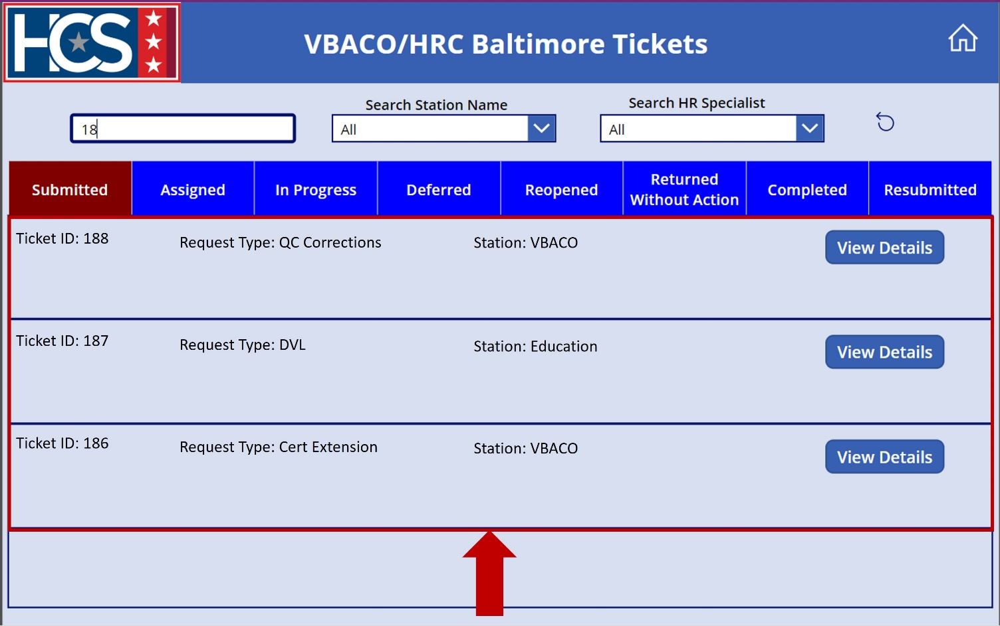 HCS
VBACO/HRC Baltimore Tickets
Search Station Name
Search HR Specialist
18
All
All
Submitted
Assigned
In Progress
Deferred
Reopened
Returned
Without Action
Completed
Resubmitted
Ticket ID: 188
Request Type: QC Corrections
Station: VBACO
View Details
Ticket ID: 187
Request Type: DVL
Station: Education
View Details
Ticket ID: 186
Request Type: Cert Extension
Station: VBACO
View Details